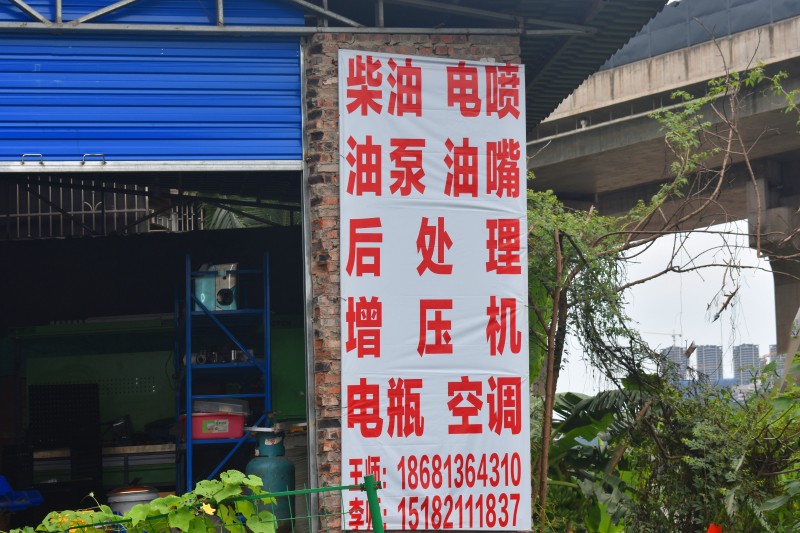 柴油 电喷
油泵 油嘴
后处理
增压机
电瓶 空调
王师: 18681364310
李师: 15182111837